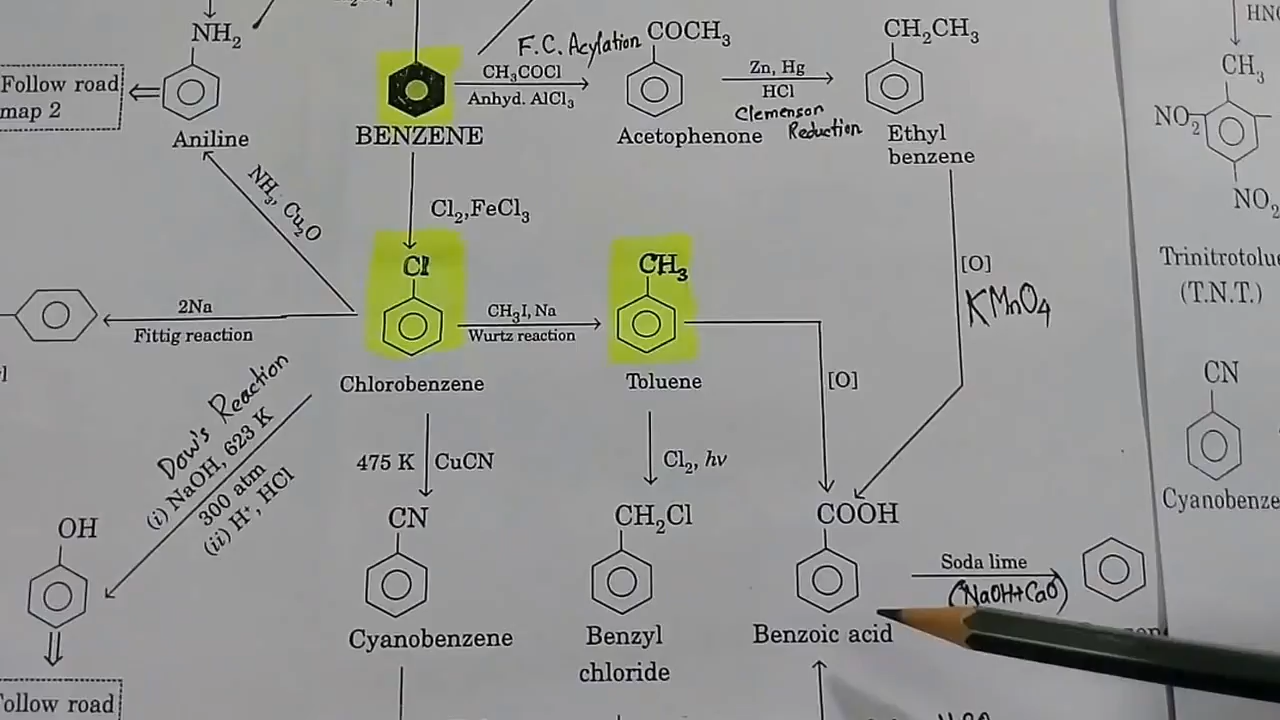 NH₂
F.C. Acylation
COCH₃
CH₂CH₃
HN
Follow road
map 2
CH₃COCl
Anhyd. AlCl₃
Zn, Hg
HCl
Clemenson
Reduction
CH₃
NO₂
Aniline
BENZENE
Acetophenone
Ethyl
benzene
NO₂
NH₃, Cu₂O
Cl₂,FeCl₃
[O]
KMnO₄
Trinitrotolue
(T.N.T.)
Cl
CH₃
2Na
Fittig reaction
CH₃I, Na
Wurtz reaction
Chlorobenzene
Toluene
[O]
CN
Dow's Reaction
(i) NaOH, 623 K
300 atm
(ii) H⁺, HCl
475 K
CuCN
Cl₂, hν
Cyanobenze
OH
CN
CH₂Cl
COOH
Soda lime
(NaOH+CaO)
Cyanobenzene
Benzyl
chloride
Benzoic acid
Follow road